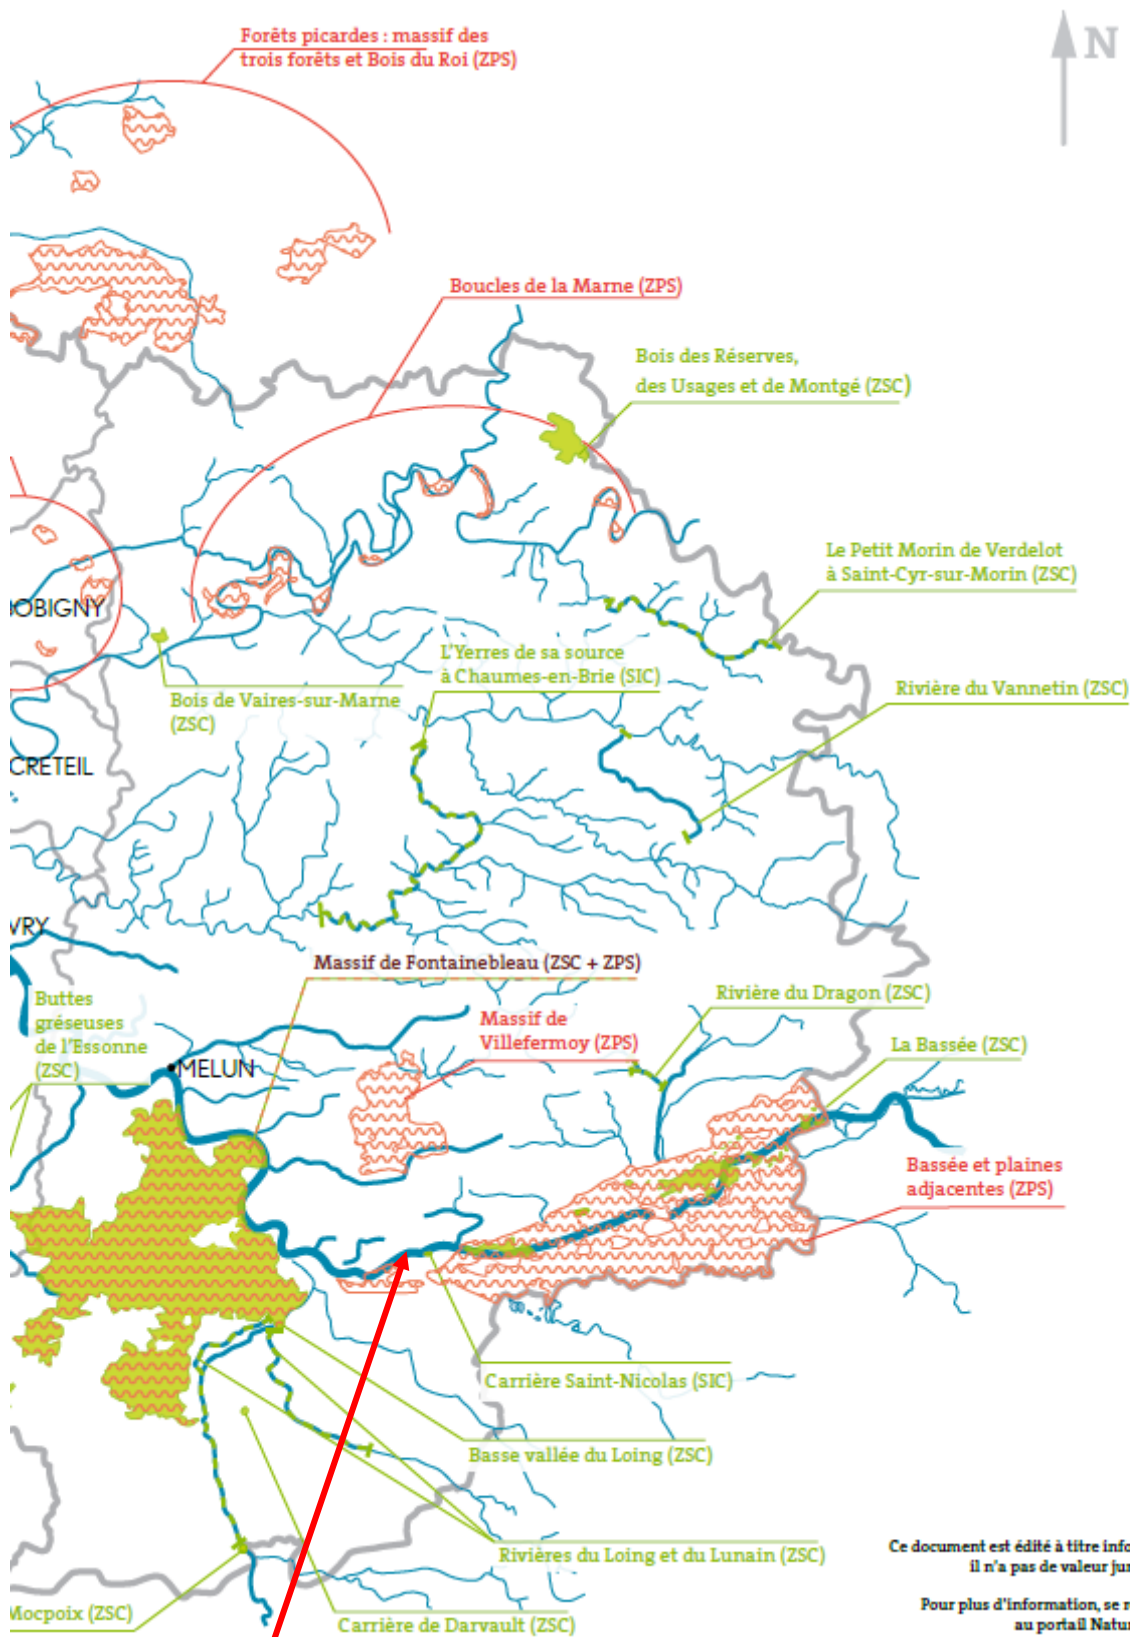 Forêts picardes : massif des
trois forêts et Bois du Roi (ZPS)
N
Boucles de la Marne (ZPS)
Bois des Réserves,
des Usages et de Montgé (ZSC)
Le Petit Morin de Verdelot
à Saint-Cyr-sur-Morin (ZSC)
BOBIGNY
L'Yerres de sa source
à Chaumes-en-Brie (SIC)
Rivière du Vannetin (ZSC)
Bois de Vaires-sur-Marne
(ZSC)
CRETEIL
VRY
Massif de Fontainebleau (ZSC + ZPS)
Buttes
gréseuses
de l'Essonne
(ZSC)
Massif de
Villefermoy (ZPS)
Rivière du Dragon (ZSC)
La Bassée (ZSC)
MELUN
Bassée et plaines
adjacentes (ZPS)
Carrière Saint-Nicolas (SIC)
Basse vallée du Loing (ZSC)
Rivières du Loing et du Lunain (ZSC)
Ce document est édité à titre info
il n'a pas de valeur ju
Mocpoix (ZSC)
Carrière de Darvault (ZSC)
Pour plus d'information, se r
au portail Natur